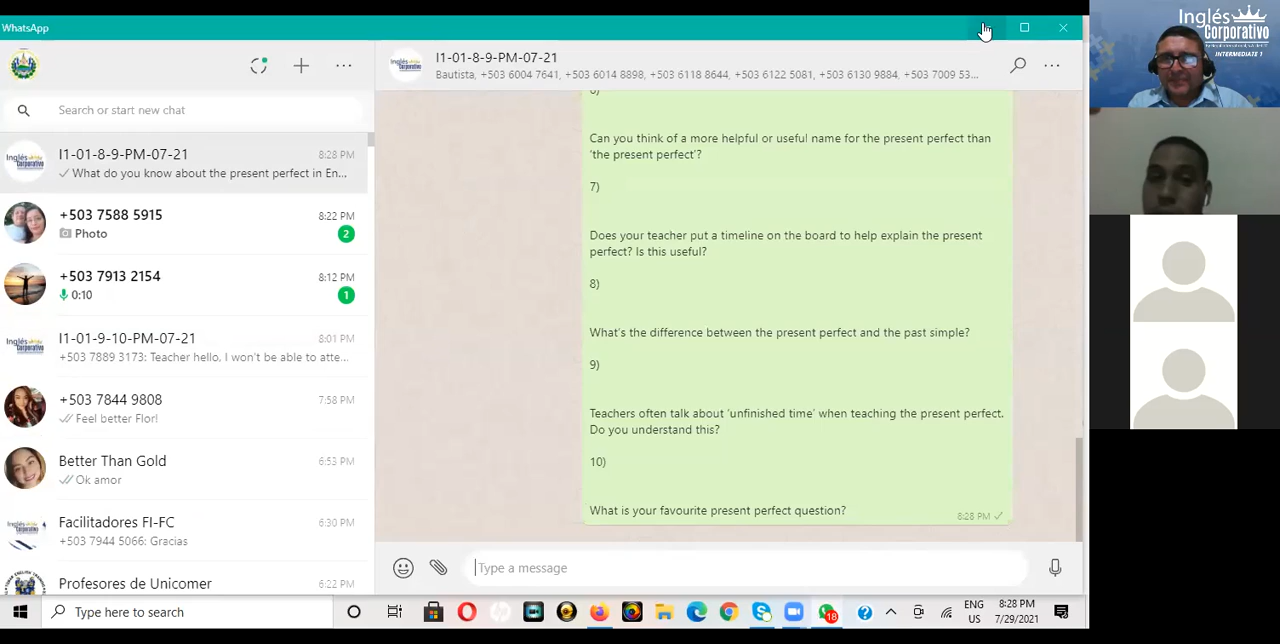 WhatsApp
Search or start new chat
I1-01-8-9-PM-07-21
8:28 PM
What do you know about the present perfect in En...
+503 7588 5915
8:22 PM
Photo
2
+503 7913 2154
8:12 PM
0:10
1
I1-01-9-10-PM-07-21
8:01 PM
+503 7889 3173: Teacher hello, I won't be able to atte...
+503 7844 9808
7:58 PM
Feel better Flor!
Better Than Gold
6:53 PM
Ok amor
Facilitadores FI-FC
6:30 PM
+503 7944 5066: Gracias
Profesores de Unicomer
6:22 PM
I1-01-8-9-PM-07-21
Bautista, +503 6004 7641, +503 6014 8898, +503 6118 8644, +503 6122 5081, +503 6130 9884, +503 7009 53...
Can you think of a more helpful or useful name for the present perfect than
'the present perfect'?
7)
Does your teacher put a timeline on the board to help explain the present
perfect? Is this useful?
8)
What's the difference between the present perfect and the past simple?
9)
Teachers often talk about 'unfinished time' when teaching the present perfect.
Do you understand this?
10)
What is your favourite present perfect question?
8:28 PM
Type a message
Inglés
Corporativo
INTERMEDIATE 1
Type here to search
18
ENG
US
8:28 PM
7/29/2021